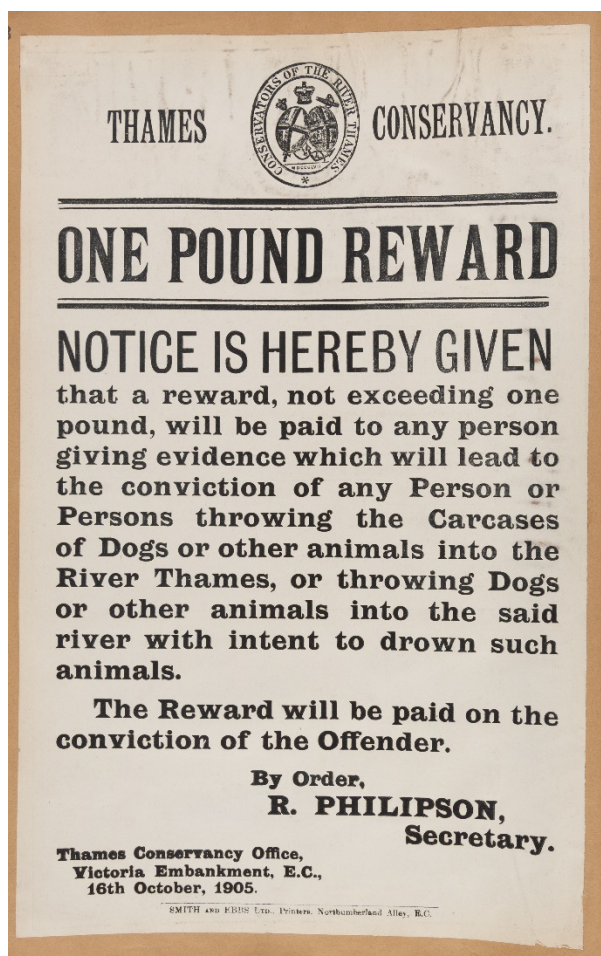 THAMES CONSERVANCY.
CONSERVATORS OF THE RIVER THAMES
ONE POUND REWARD
NOTICE IS HEREBY GIVEN
that a reward, not exceeding one
pound, will be paid to any person
giving evidence which will lead to
the conviction of any Person or
Persons throwing the Carcases
of Dogs or other animals into the
River Thames, or throwing Dogs
or other animals into the said
river with intent to drown such
animals.
The Reward will be paid on the
conviction of the Offender.
By Order,
R. PHILIPSON,
Secretary.
Thames Conservancy Office,
Victoria Embankment, E.C.,
16th October, 1905.
SMITH AND EBBS LTD., Printers, Northumberland Alley, E.C.